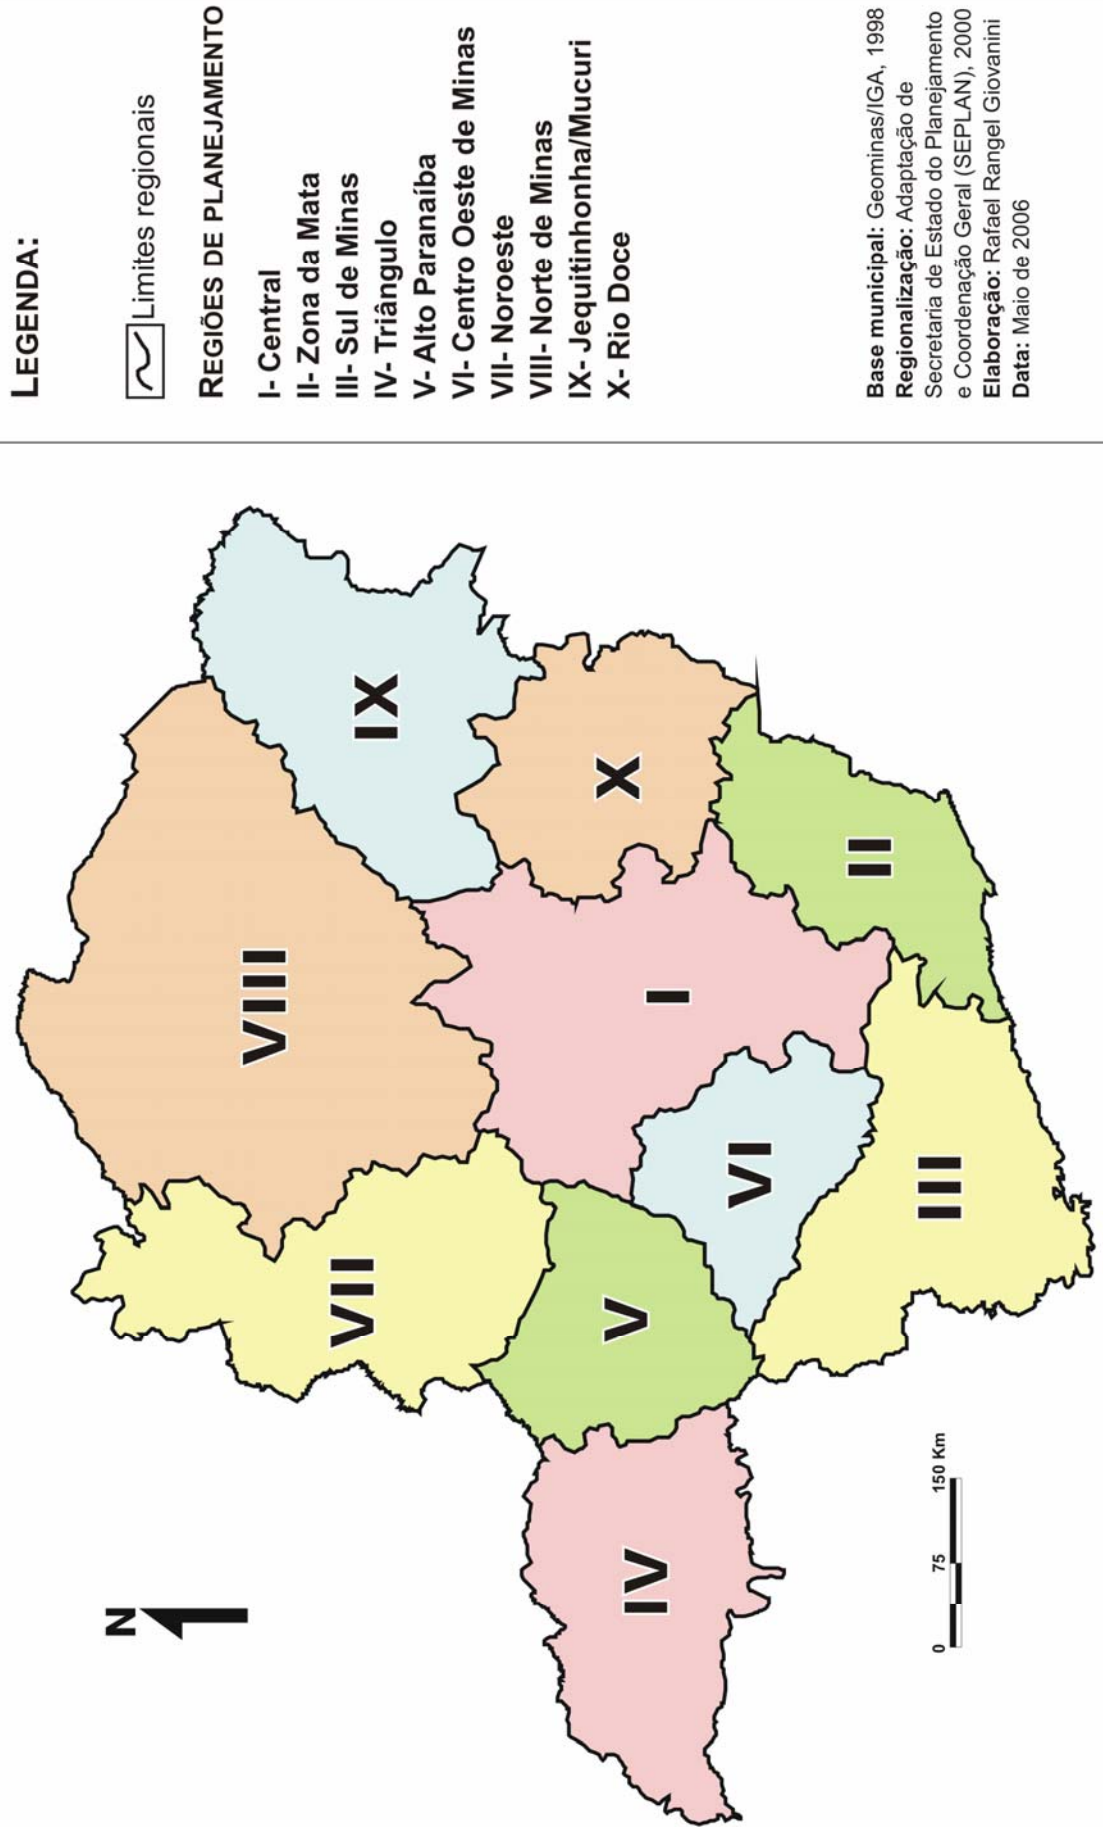 N
VIII
IX
VII
X
I
V
IV
VI
II
III
0 75 150 Km
LEGENDA:
Limites regionais
REGIÕES DE PLANEJAMENTO
I- Central
II- Zona da Mata
III- Sul de Minas
IV- Triângulo
V- Alto Paranaíba
VI- Centro Oeste de Minas
VII- Noroeste
VIII- Norte de Minas
IX- Jequitinhonha/Mucuri
X- Rio Doce
Base municipal: Geominas/IGA, 1998
Regionalização: Adaptação de
Secretaria de Estado do Planejamento
e Coordenação Geral (SEPLAN), 2000
Elaboração: Rafael Rangel Giovanini
Data: Maio de 2006